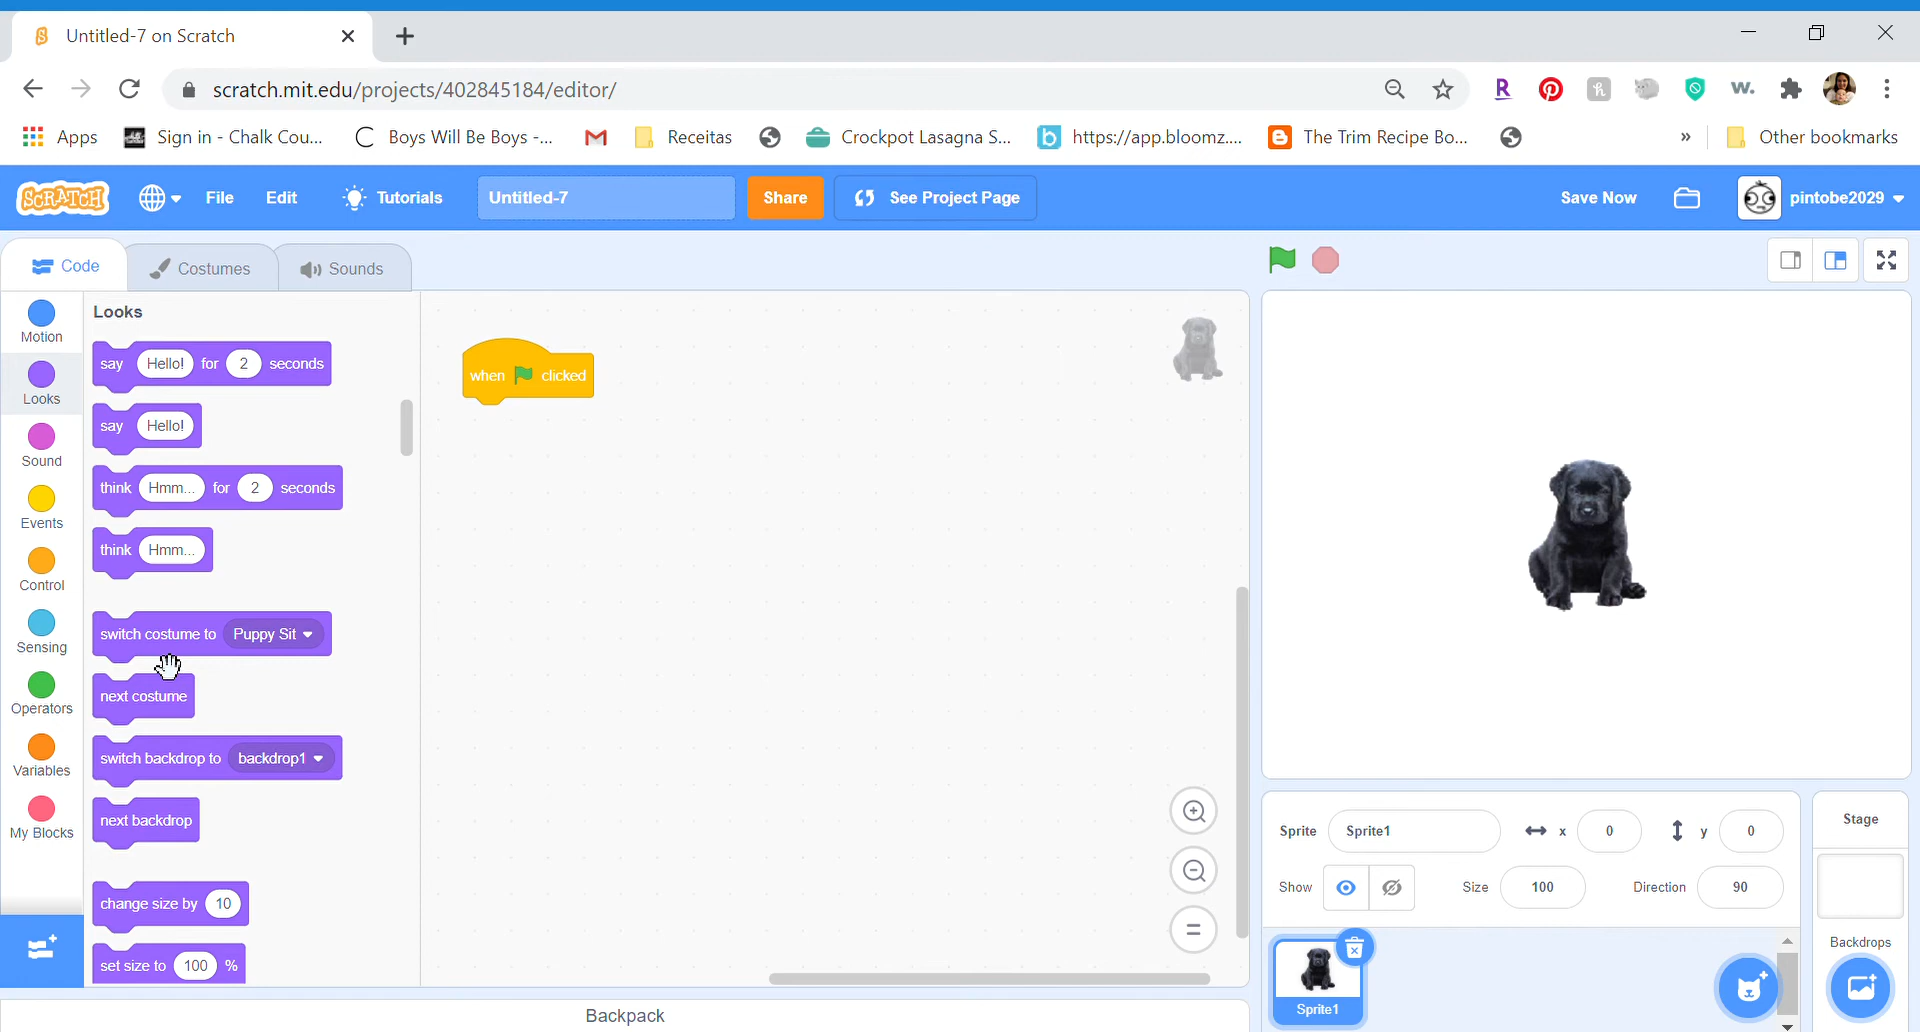 Untitled-7 on Scratch
scratch.mit.edu/projects/402845184/editor/
R
w.
Apps
Sign in - Chalk Cou...
Boys Will Be Boys -...
Receitas
Crockpot Lasagna S...
https://app.bloomz....
The Trim Recipe Bo...
»
Other bookmarks
SCRATCH
File
Edit
Tutorials
Untitled-7
Share
See Project Page
Save Now
pintobe2029
Code
Costumes
Sounds
Motion
Looks
Sound
Events
Control
Sensing
Operators
Variables
My Blocks
Looks
say Hello! for 2 seconds
say Hello!
think Hmm... for 2 seconds
think Hmm...
switch costume to Puppy Sit
next costume
switch backdrop to backdrop1
next backdrop
change size by 10
set size to 100 %
when clicked
Backpack
Sprite Sprite1 x 0 y 0
Show Size 100 Direction 90
Sprite1
Stage
Backdrops